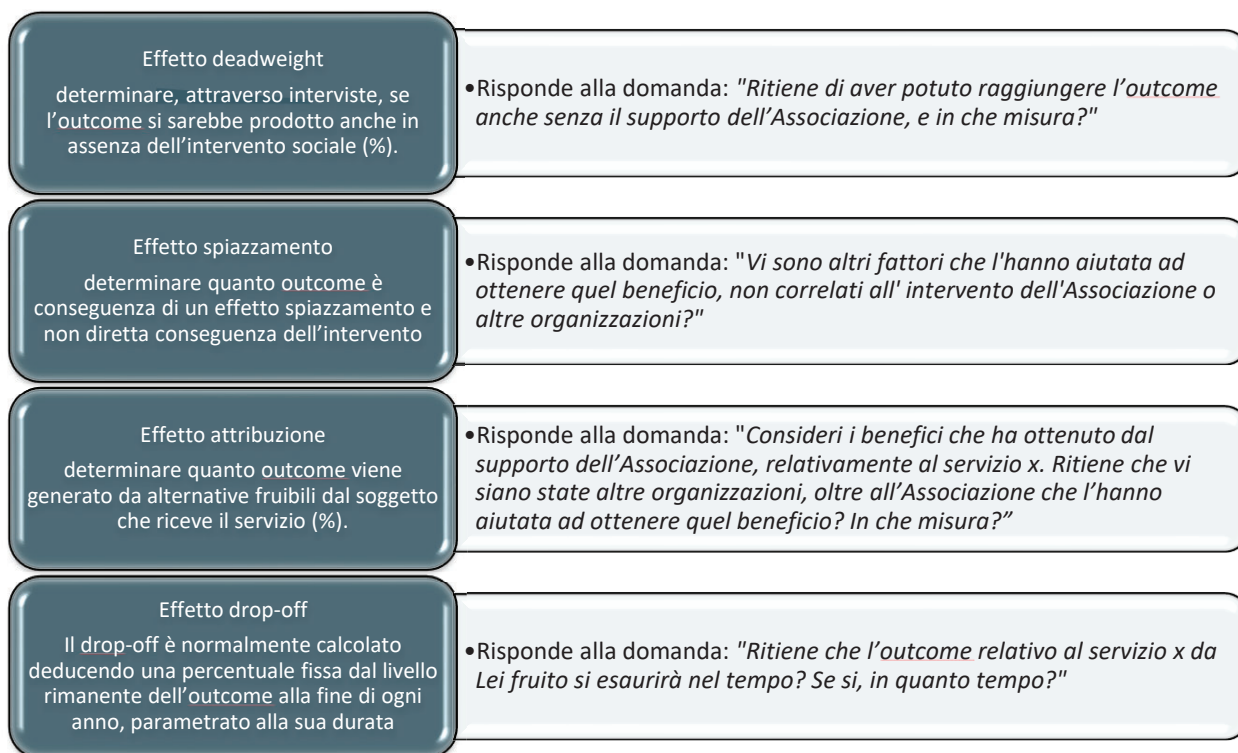 Effetto deadweight
determinare, attraverso interviste, se
l’outcome si sarebbe prodotto anche in
assenza dell’intervento sociale (%).
•Risponde alla domanda: "Ritiene di aver potuto raggiungere l’outcome
anche senza il supporto dell’Associazione, e in che misura?"
Effetto spiazzamento
determinare quanto outcome è
conseguenza di un effetto spiazzamento e
non diretta conseguenza dell’intervento
•Risponde alla domanda: "Vi sono altri fattori che l'hanno aiutata ad
ottenere quel beneficio, non correlati all' intervento dell'Associazione o
altre organizzazioni?"
Effetto attribuzione
determinare quanto outcome viene
generato da alternative fruibili dal soggetto
che riceve il servizio (%).
•Risponde alla domanda: "Consideri i benefici che ha ottenuto dal
supporto dell’Associazione, relativamente al servizio x. Ritiene che vi
siano state altre organizzazioni, oltre all’Associazione che l’hanno
aiutata ad ottenere quel beneficio? In che misura?”
Effetto drop-off
Il drop-off è normalmente calcolato
deducendo una percentuale fissa dal livello
rimanente dell’outcome alla fine di ogni
anno, parametrato alla sua durata
•Risponde alla domanda: "Ritiene che l’outcome relativo al servizio x da
Lei fruito si esaurirà nel tempo? Se si, in quanto tempo?"